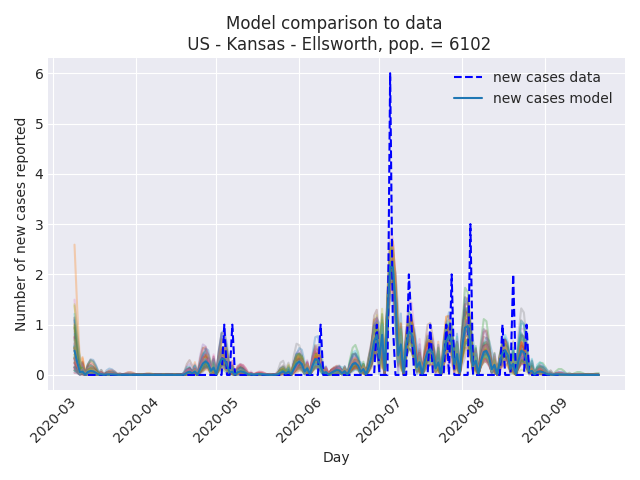 Model comparison to data
US - Kansas - Ellsworth, pop. = 6102
new cases data
new cases model
Number of new cases reported
6
5
4
3
2
1
0
2020-03
2020-04
2020-05
2020-06
2020-07
2020-08
2020-09
Day